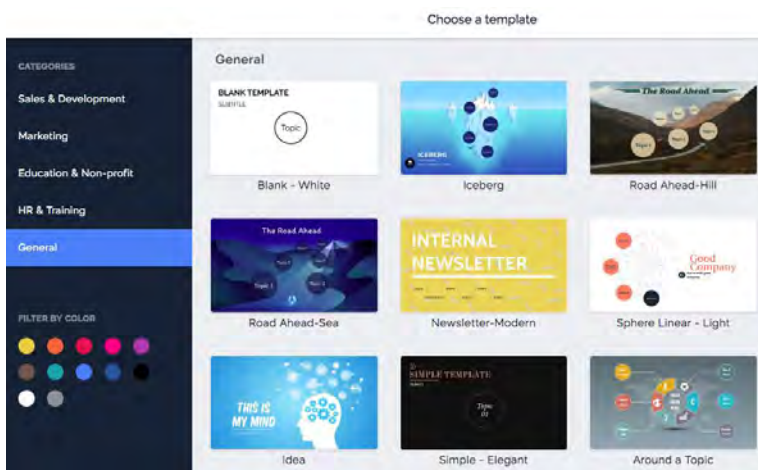 Choose a template
CATEGORIES
Sales & Development
Marketing
Education & Non-profit
HR & Training
General
FILTER BY COLOR
General
BLANK TEMPLATE
SUBTITLE
Topic
Blank - White
ICEBERG
Iceberg
The Road Ahead
Topic 1
Road Ahead-Hill
The Road Ahead
Topic 1
Road Ahead-Sea
INTERNAL
NEWSLETTER
Newsletter-Modern
Good
Company
Sphere Linear - Light
THIS IS
MY MIND
Idea
SIMPLE TEMPLATE
Topic
01
Simple - Elegant
Around a Topic